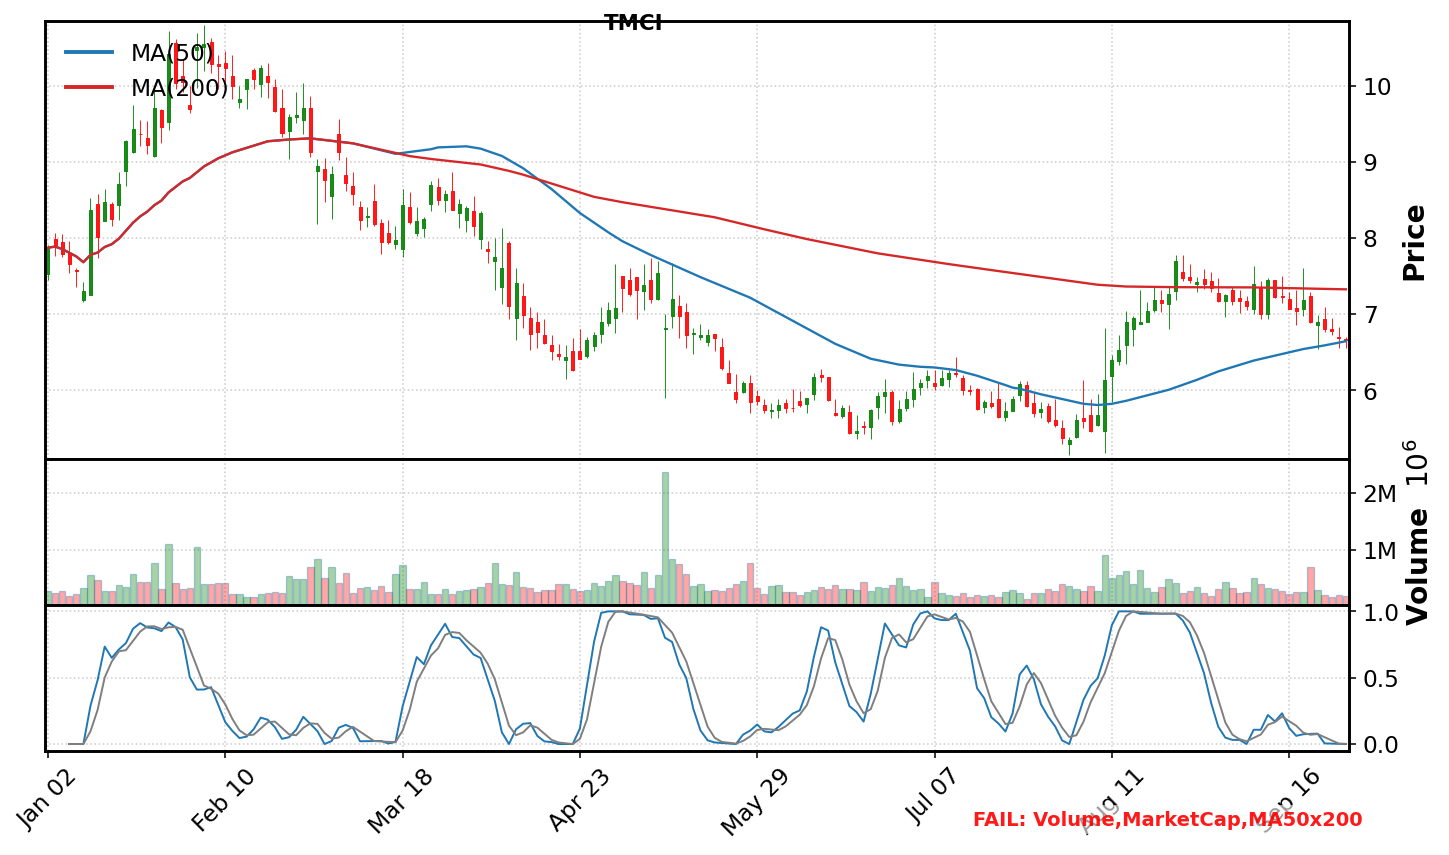 TMCI
MA(50)
MA(200)
10
9
8
7
6
Price
2M
1M
Volume 10⁶
1.0
0.5
0.0
Jan 02
Feb 10
Mar 18
Apr 23
May 29
Jul 07
Aug 11
Sep 16
FAIL: Volume,MarketCap,MA50x200